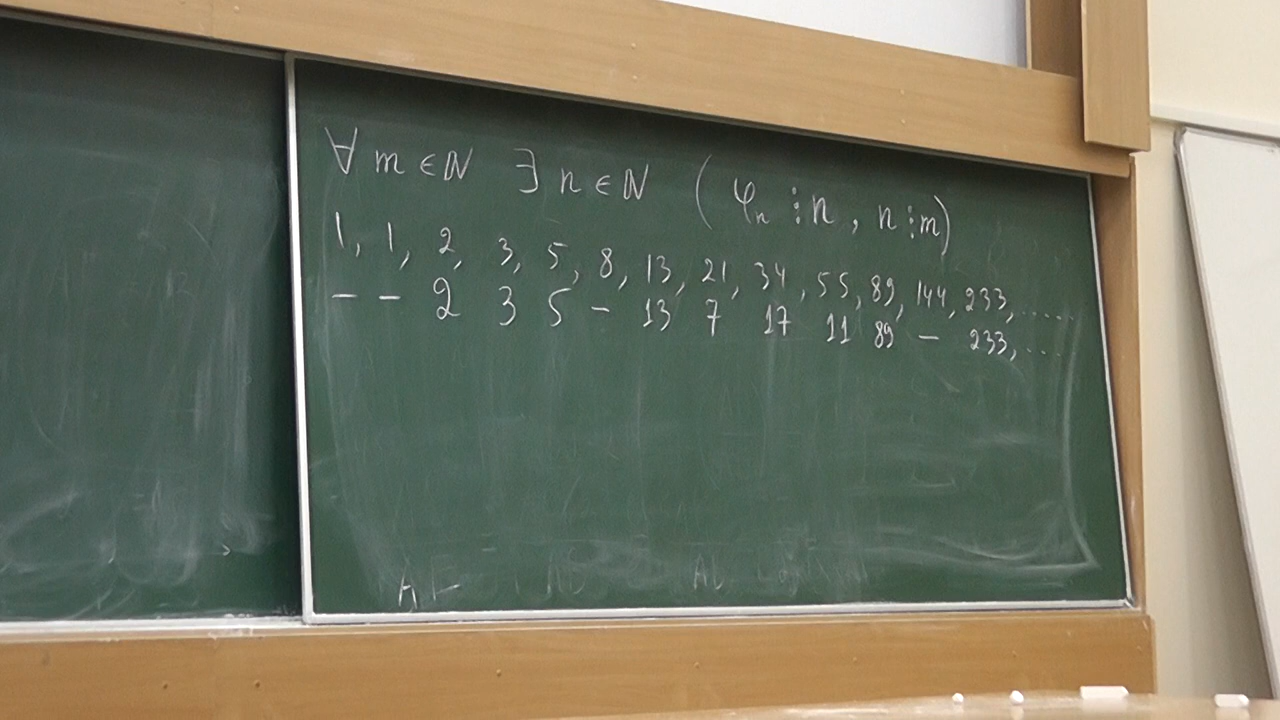 ∀ m ∈ ℕ ∃ n ∈ ℕ ( φₙ ⋮ n , n ⋮ m )
1, 1, 2, 3, 5, 8, 13, 21, 34, 55, 89, 144, 233, .....
– – 2 3 5 – 13 7 17 11 89 – 233, ...